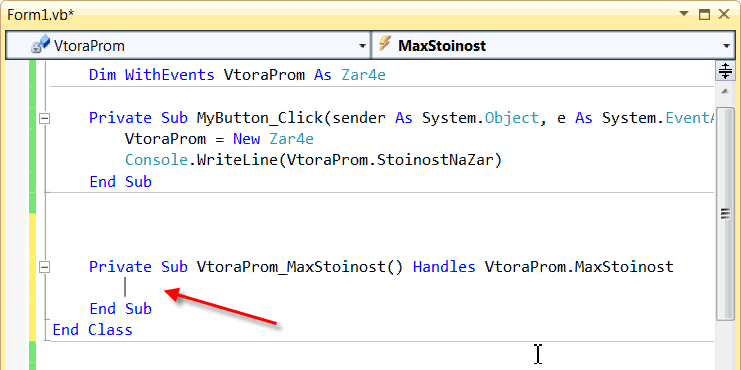 Form1.vb*
VtoraProm MaxStoinost
Dim WithEvents VtoraProm As Zar4e
Private Sub MyButton_Click(sender As System.Object, e As System.EventA
VtoraProm = New Zar4e
Console.WriteLine(VtoraProm.StoinostNaZar)
End Sub
Private Sub VtoraProm_MaxStoinost() Handles VtoraProm.MaxStoinost
End Sub
End Class